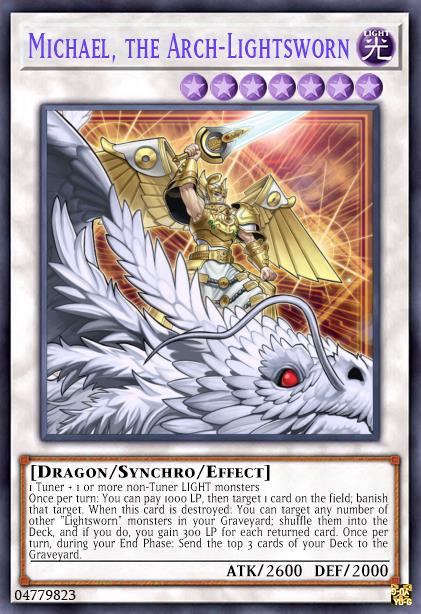 Michael, the Arch-Lightsworn
LIGHT
光
[Dragon/Synchro/Effect]
1 Tuner + 1 or more non-Tuner LIGHT monsters
Once per turn: You can pay 1000 LP, then target 1 card on the field; banish
that target. When this card is destroyed: You can target any number of
other "Lightsworn" monsters in your Graveyard; shuffle them into the
Deck, and if you do, you gain 300 LP for each returned card. Once per
turn, during your End Phase: Send the top 3 cards of your Deck to the
Graveyard.
ATK/2600 DEF/2000
04779823